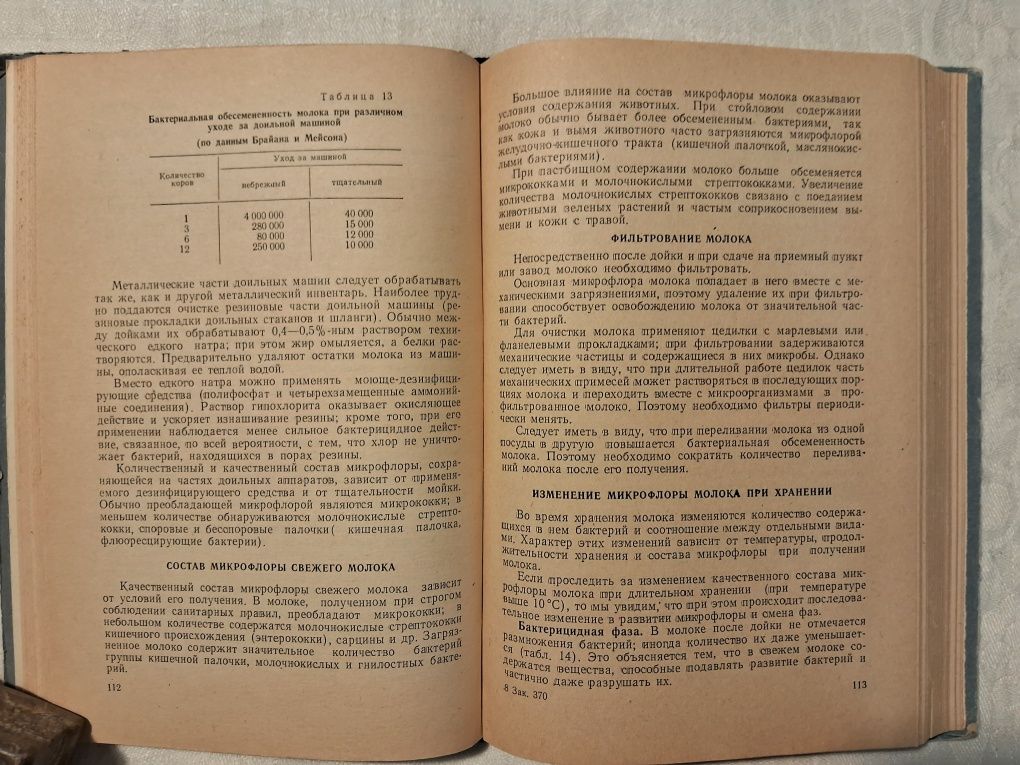 Таблица 13
Бактериальная обсемененность молока при различном
уходе за доильной машиной
(по данным Брайана и Мейсона)
Количество
коров
Уход за машиной
небрежный
тщательный
1 4 000 000 40 000
3 280 000 15 000
6 80 000 12 000
12 250 000 10 000
Металлические части доильных машин следует обрабатывать
так же, как и другой металлический инвентарь. Наиболее труд-
но поддаются очистке резиновые части доильной машины (ре-
зиновые прокладки доильных стаканов и шланги). Обычно меж-
ду дойками их обрабатывают 0,4—0,5%-ным раствором техни-
ческого едкого натра; при этом жир омыляется, а белки рас-
творяются. Предварительно удаляют остатки молока из маши-
ны, ополаскивая ее теплой водой.
Вместо едкого натра можно применять моюще-дезинфици-
рующие средства (полифосфат и четырехзамещенные аммоний-
ные соединения). Раствор гипохлорита оказывает окисляющее
действие и ускоряет изнашивание резины; кроме того, при его
применении наблюдается менее сильное бактерицидное дейст-
вие, связанное, по всей вероятности, с тем, что хлор не уничто-
жает бактерий, находящихся в порах резины.
Количественный и качественный состав микрофлоры, сохра-
няющейся на частях доильных аппаратов, зависит от применя-
емого дезинфицирующего средства и от тщательности мойки.
Обычно преобладающей микрофлорой являются микрококки; в
меньшем количестве обнаруживаются молочнокислые стрепто-
кокки, споровые и бесспоровые палочки( кишечная палочка,
флюоресцирующие бактерии).
СОСТАВ МИКРОФЛОРЫ СВЕЖЕГО МОЛОКА
Качественный состав микрофлоры свежего молока зависит
от условий его получения. В молоке, полученном при строгом
соблюдении санитарных правил, преобладают микрококки; в
небольшом количестве содержатся молочнокислые стрептококки
кишечного происхождения (энтерококки), сарцины и др. Загряз-
ненное молоко содержит значительное количество бактерий
группы кишечной палочки, молочнокислых и гнилостных бакте-
рий.
112
Большое влияние на состав микрофлоры молока оказывают
условия содержания животных. При стойловом содержании
молоко обычно бывает более обсемененным бактериями, так
как кожа и вымя животного часто загрязняются микрофлорой
желудочно-кишечного тракта (кишечной палочкой, маслянокис-
лыми бактериями).
При пастбищном содержании молоко больше обсеменяется
микрококками и молочнокислыми стрептококками. Увеличение
количества молочнокислых стрептококков связано с поеданием
животными зеленых растений и частым соприкосновением вы-
мени и кожи с травой.
ФИЛЬТРОВАНИЕ МОЛОКА
Непосредственно после дойки и при сдаче на приемный пункт
или завод молоко необходимо фильтровать.
Основная микрофлора молока попадает в него вместе с ме-
ханическими загрязнениями, поэтому удаление их при фильтро-
вании способствует освобождению молока от значительной час-
ти бактерий.
Для очистки молока применяют цедилки с марлевыми или
фланелевыми прокладками; при фильтровании задерживаются
механические частицы и содержащиеся в них микробы. Однако
следует иметь в виду, что при длительной работе цедилок часть
механических примесей может растворяться в последующих пор-
циях молока и переходить вместе с микроорганизмами в про-
фильтрованное молоко. Поэтому необходимо фильтры периоди-
чески менять.
Следует иметь в виду, что при переливании молока из одной
посуды в другую повышается бактериальная обсемененность
молока. Поэтому необходимо сократить количество перелива-
ний молока после его получения.
ИЗМЕНЕНИЕ МИКРОФЛОРЫ МОЛОКА ПРИ ХРАНЕНИИ
Во время хранения молока изменяются количество содержа-
щихся в нем бактерий и соотношение между отдельными вида-
ми. Характер этих изменений зависит от температуры, продол-
жительности хранения и состава микрофлоры при получении
молока.
Если проследить за изменением качественного состава мик-
рофлоры молока при длительном хранении (при температуре
выше 10°С), то мы увидим, что при этом происходит последова-
тельное изменение в развитии микрофлоры и смена фаз.
Бактерицидная фаза. В молоке после дойки не отмечается
размножения бактерий; иногда количество их даже уменьшает-
ся (табл. 14). Это объясняется тем, что в свежем молоке со-
держатся вещества, способные подавлять развитие бактерий и
частично даже разрушать их.
8 Зак. 370
113